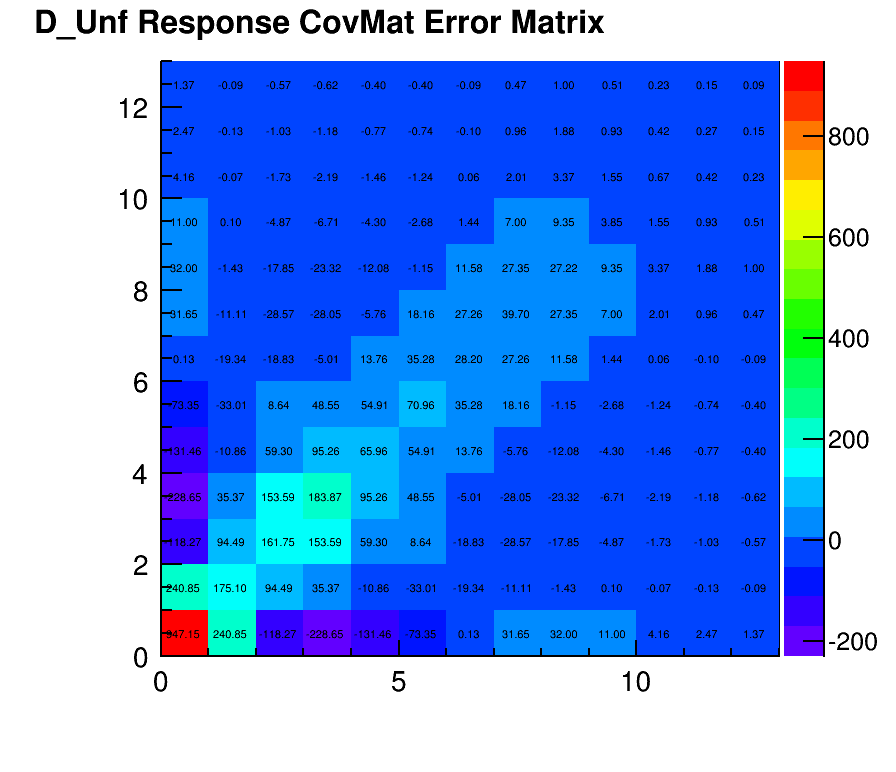 D_Unf Response CovMat Error Matrix
1.37 -0.09 -0.57 -0.62 -0.40 -0.40 -0.09 0.47 1.00 0.51 0.23 0.15 0.09
12
2.47 -0.13 -1.03 -1.18 -0.77 -0.74 -0.10 0.96 1.88 0.93 0.42 0.27 0.15
800
4.16 -0.07 -1.73 -2.19 -1.46 -1.24 0.06 2.01 3.37 1.55 0.67 0.42 0.23
10
11.00 0.10 -4.87 -6.71 -4.30 -2.68 1.44 7.00 9.35 3.85 1.55 0.93 0.51
600
32.00 -1.43 -17.85 -23.32 -12.08 -1.15 11.58 27.35 27.22 9.35 3.37 1.88 1.00
8
31.65 -11.11 -28.57 -28.05 -5.76 18.16 27.26 39.70 27.35 7.00 2.01 0.96 0.47
400
0.13 -19.34 -18.83 -5.01 13.76 35.28 28.20 27.26 11.58 1.44 0.06 -0.10 -0.09
6
-73.35 -33.01 8.64 48.55 54.91 70.96 35.28 18.16 -1.15 -2.68 -1.24 -0.74 -0.40
200
-131.46 -10.86 59.30 95.26 65.96 54.91 13.76 -5.76 -12.08 -4.30 -1.46 -0.77 -0.40
4
-228.65 35.37 153.59 183.87 95.26 48.55 -5.01 -28.05 -23.32 -6.71 -2.19 -1.18 -0.62
0
-118.27 94.49 161.75 153.59 59.30 8.64 -18.83 -28.57 -17.85 -4.87 -1.73 -1.03 -0.57
2
240.85 175.10 94.49 35.37 -10.86 -33.01 -19.34 -11.11 -1.43 0.10 -0.07 -0.13 -0.09
947.15 240.85 -118.27 -228.65 -131.46 -73.35 0.13 31.65 32.00 11.00 4.16 2.47 1.37
-200
0
0 5 10